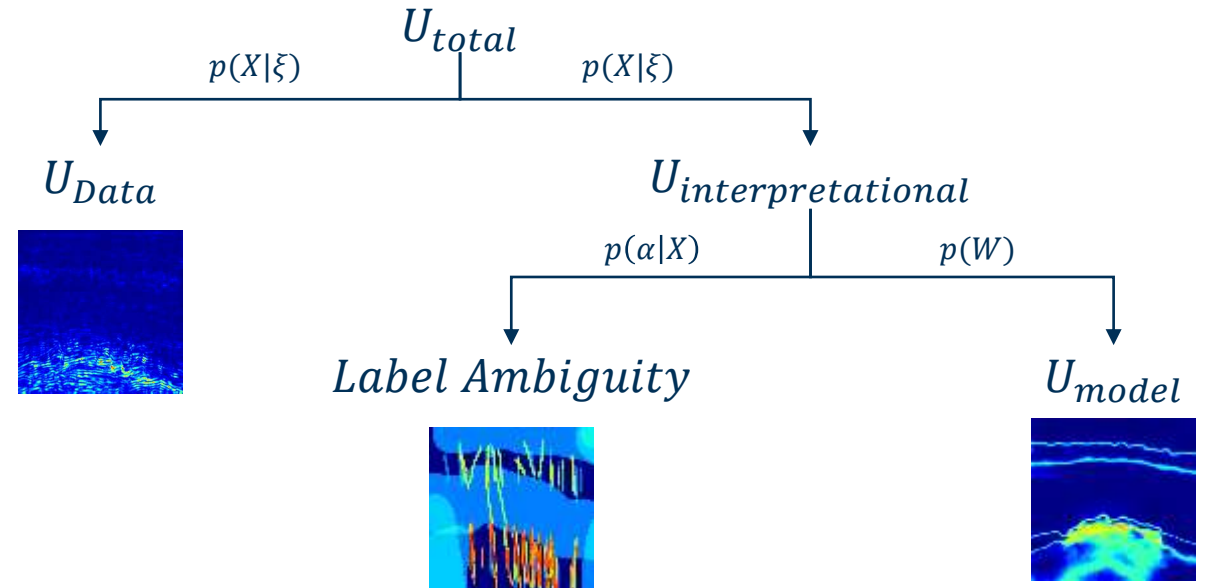 U_total
p(X|ξ) p(X|ξ)
U_Data U_interpretational
p(α|X) p(W)
Label Ambiguity U_model